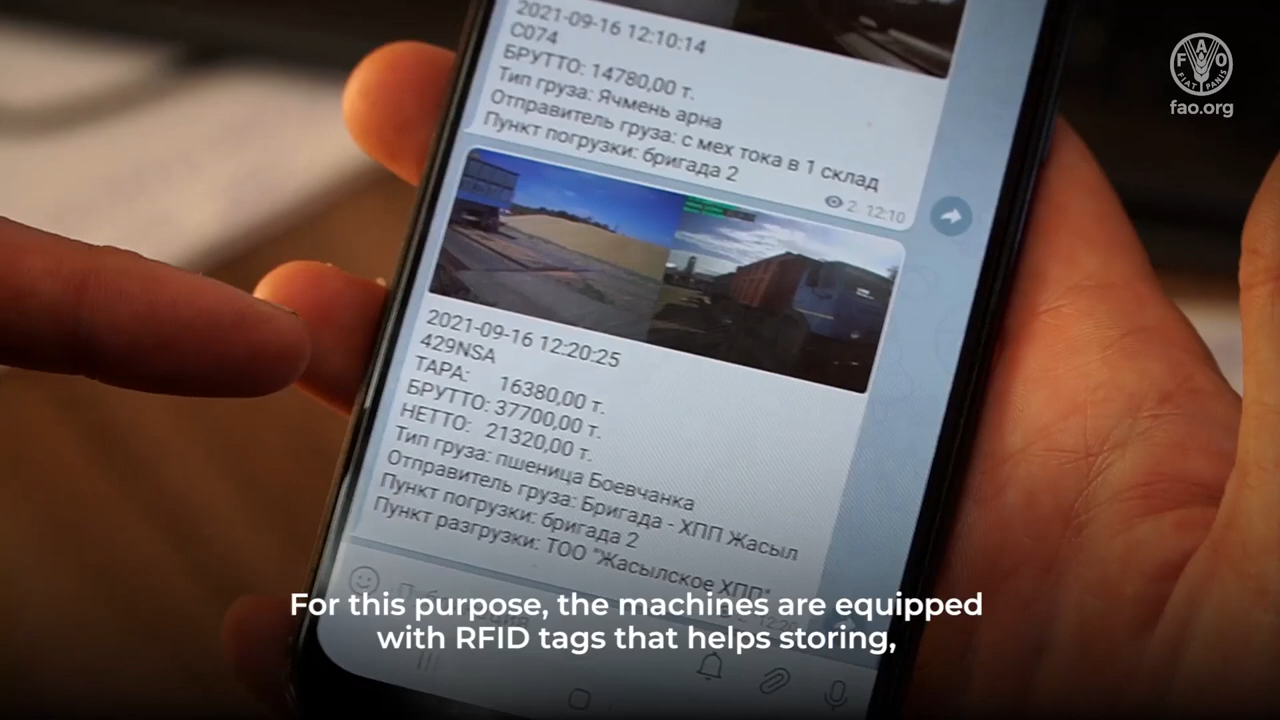 2021-09-16 12:10:14
C074
БРУТТО: 14780,00 т.
Тип груза: Ячмень арна
Отправитель груза: с мех тока в 1 склад
Пункт погрузки: бригада 2
2 12:10
2021-09-16 12:20:25
429NSA
ТАРА: 16380,00 т.
БРУТТО: 37700,00 т.
НЕТТО: 21320,00 т.
Тип груза: пшеница Боевчанка
Отправитель груза: Бригада - ХПП Жасыл
Пункт погрузки: бригада 2
Пункт разгрузки: ТОО "Жасылское ХПП"
FAO
FIAT PANIS
fao.org
For this purpose, the machines are equipped
with RFID tags that helps storing,